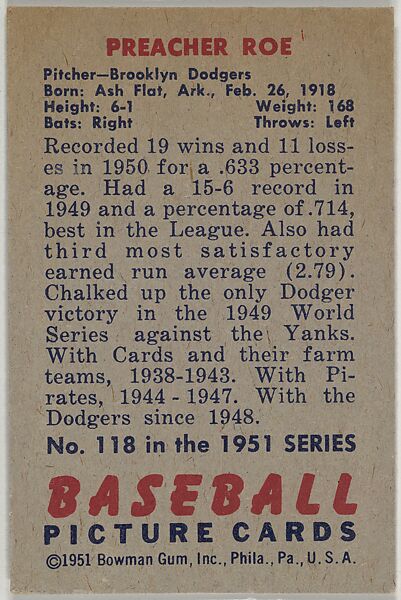 PREACHER ROE
Pitcher—Brooklyn Dodgers
Born: Ash Flat, Ark., Feb. 26, 1918
Height: 6-1 Weight: 168
Bats: Right Throws: Left
Recorded 19 wins and 11 loss-
es in 1950 for a .633 percent-
age. Had a 15-6 record in
1949 and a percentage of .714,
best in the League. Also had
third most satisfactory
earned run average (2.79).
Chalked up the only Dodger
victory in the 1949 World
Series against the Yanks.
With Cards and their farm
teams, 1938-1943. With Pi-
rates, 1944 - 1947. With the
Dodgers since 1948.
No. 118 in the 1951 SERIES
BASEBALL
PICTURE CARDS
©1951 Bowman Gum, Inc., Phila., Pa., U. S. A.